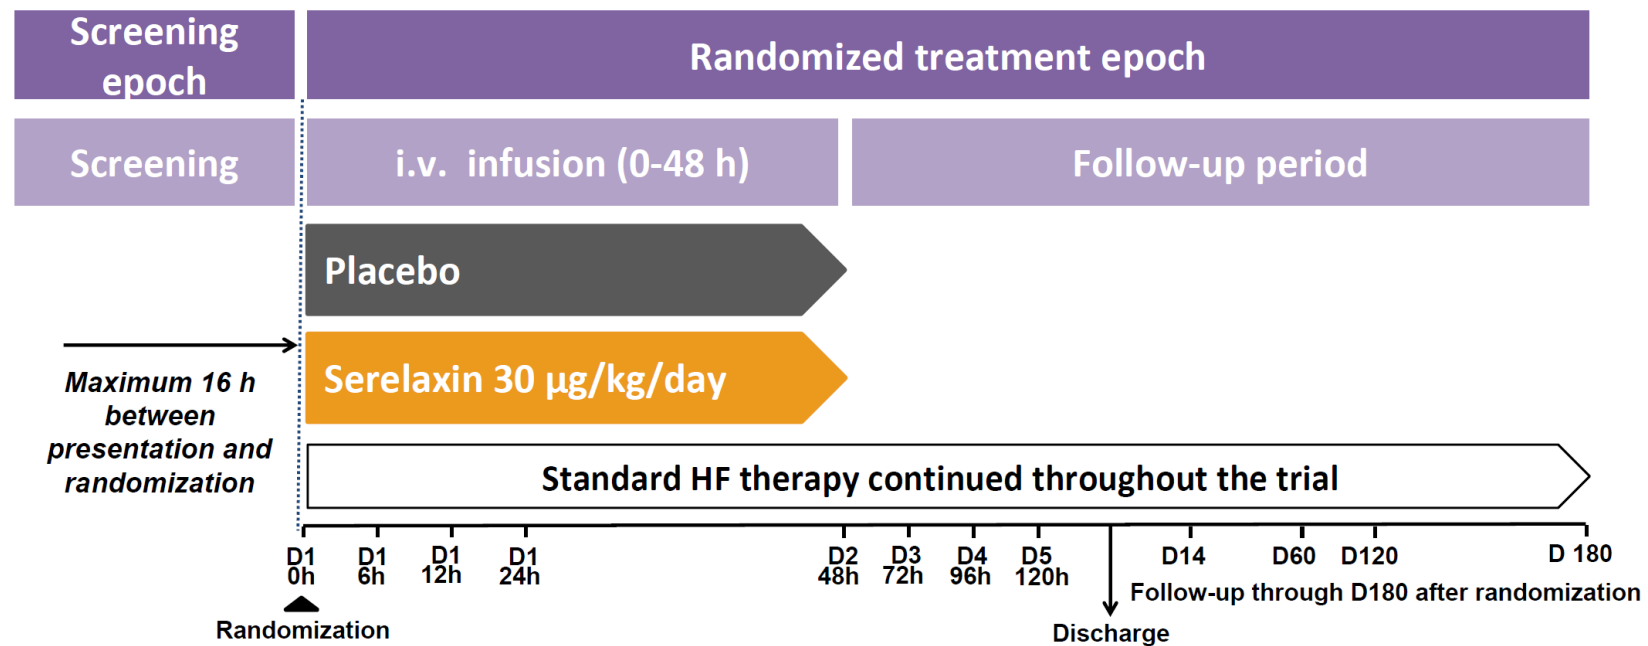 Screening
epoch
Randomized treatment epoch
Screening
i.v. infusion (0-48 h)
Follow-up period
Placebo
Serelaxin 30 µg/kg/day
Maximum 16 h
between
presentation and
randomization
Standard HF therapy continued throughout the trial
D1
0h
D1
6h
D1
12h
D1
24h
D2
48h
D3
72h
D4
96h
D5
120h
D14
D60
D120
D 180
Follow-up through D180 after randomization
Randomization
Discharge